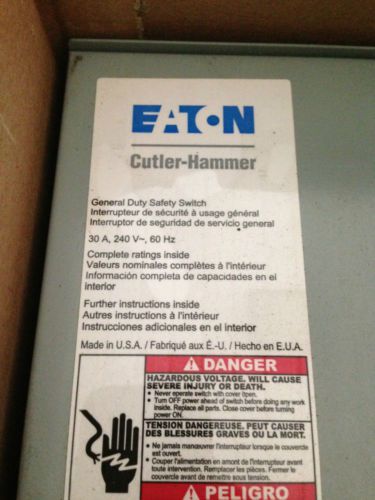 EATON
Cutler-Hammer
General Duty Safety Switch
Interrupteur de sécurité à usage général
Interruptor de seguridad de servicio general
30 A, 240 V~, 60 Hz
Complete ratings inside
Valeurs nominales complètes à l'intérieur
Información completa de capacidades en el
interior
Further instructions inside
Autres instructions à l'intérieur
Instrucciones adicionales en el interior
Made in U.S.A. / Fabriqué aux É.-U. / Hecho en E.U.A.
DANGER
HAZARDOUS VOLTAGE. WILL CAUSE
SEVERE INJURY OR DEATH.
• Never operate switch with cover open.
• Turn OFF power ahead of switch before doing any work
inside. Replace all parts. Close cover before turning
power ON.
TENSION DANGEREUSE. PEUT CAUSER
DES BLESSURES GRAVES OU LA MORT.
• Ne jamais manœuvrer l'interrupteur lorsque le couvercle
est ouvert.
• Couper l'alimentation en amont de l'interrupteur avant
toute intervention. Remplacer les pièces. Fermer le
couvercle avant de remettre sous tension.
PELIGRO